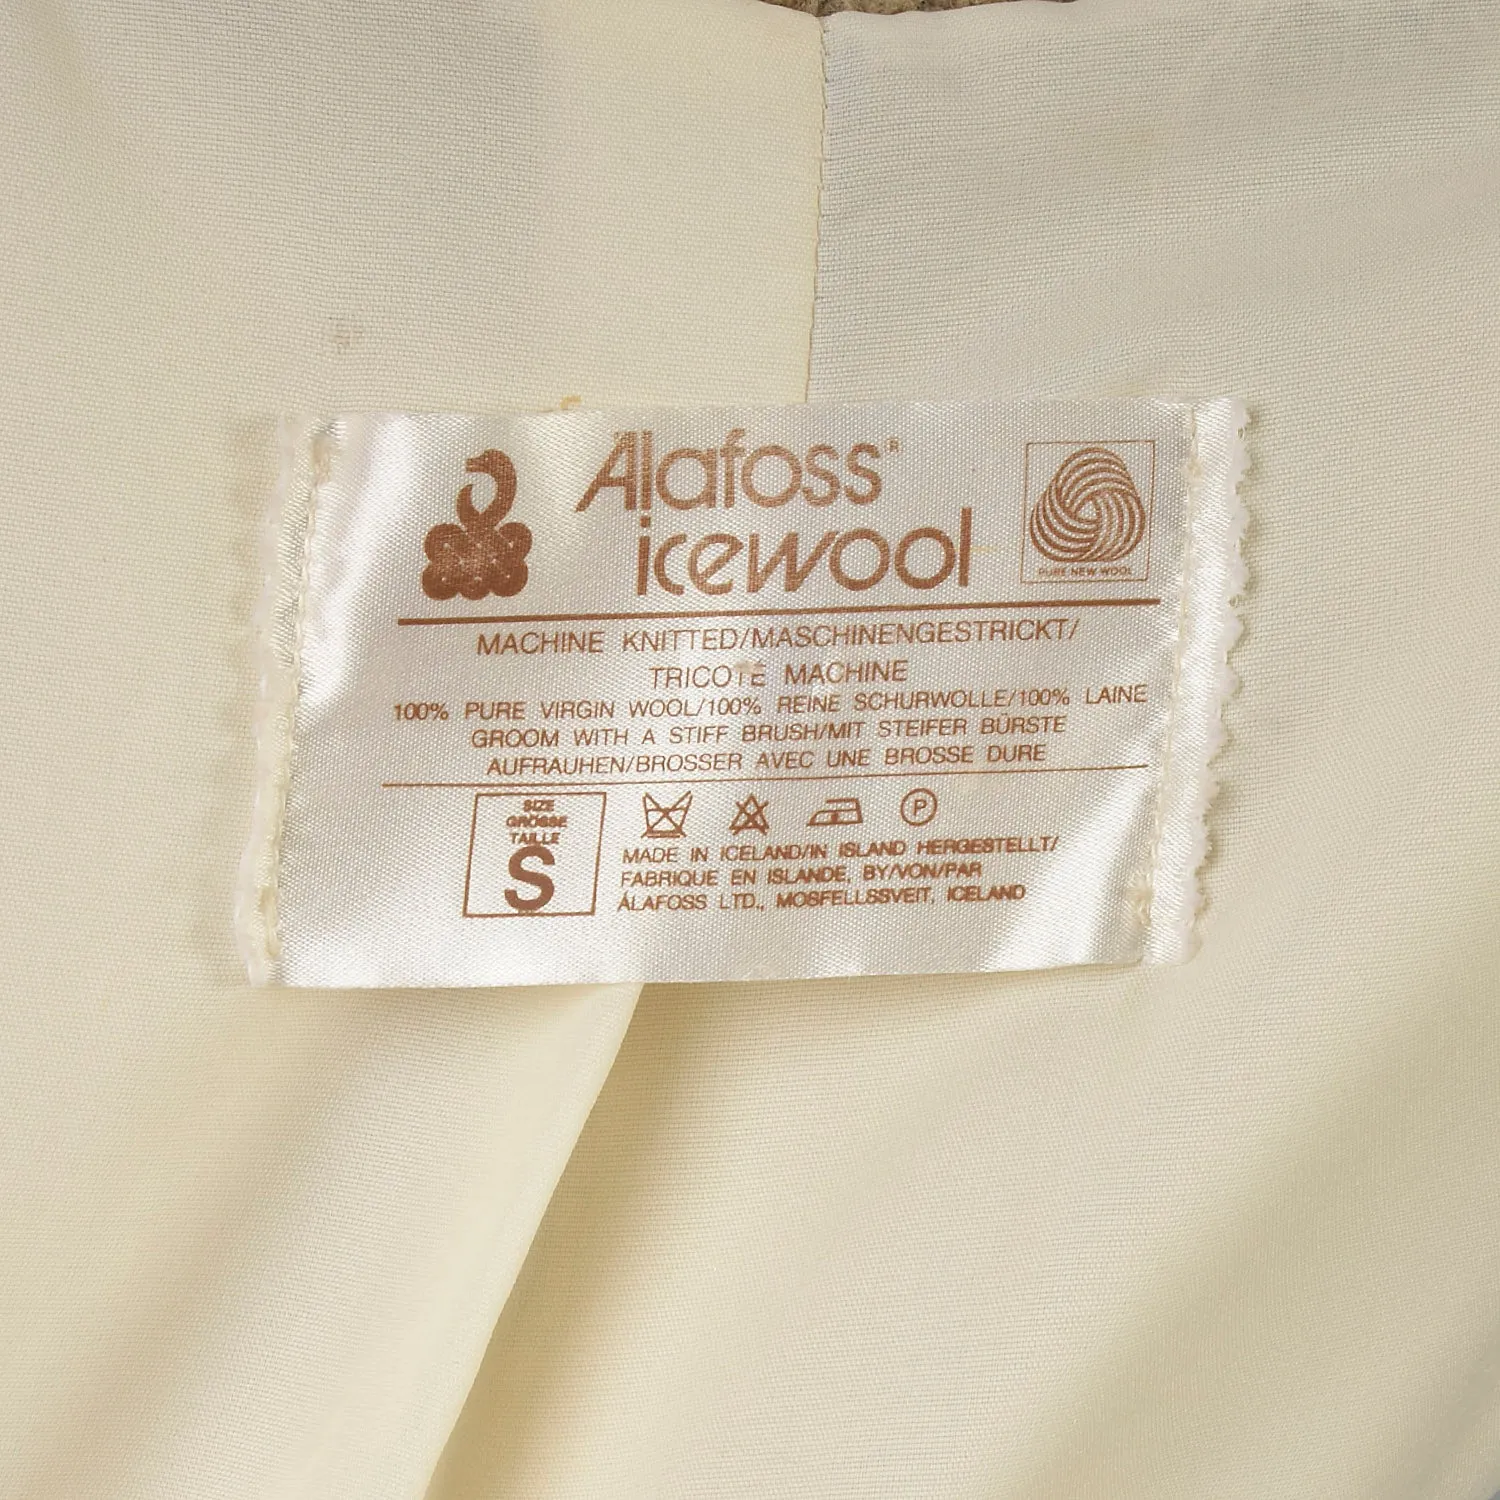 Álafoss®
icewool
PURE NEW WOOL
MACHINE KNITTED/MASCHINENGESTRICKT/
TRICOTÉ MACHINE
100% PURE VIRGIN WOOL/100% REINE SCHURWOLLE/100% LAINE
GROOM WITH A STIFF BRUSH/MIT STEIFER BÜRSTE
AUFRAUHEN/BROSSER AVEC UNE BROSSE DURE
SIZE
GRÖSSE
TAILLE
S
P
MADE IN ICELAND/IN ISLAND HERGESTELLT/
FABRIQUE EN ISLANDE, BY/VON/PAR
ÁLAFOSS LTD., MOSFELLSSVEIT, ICELAND